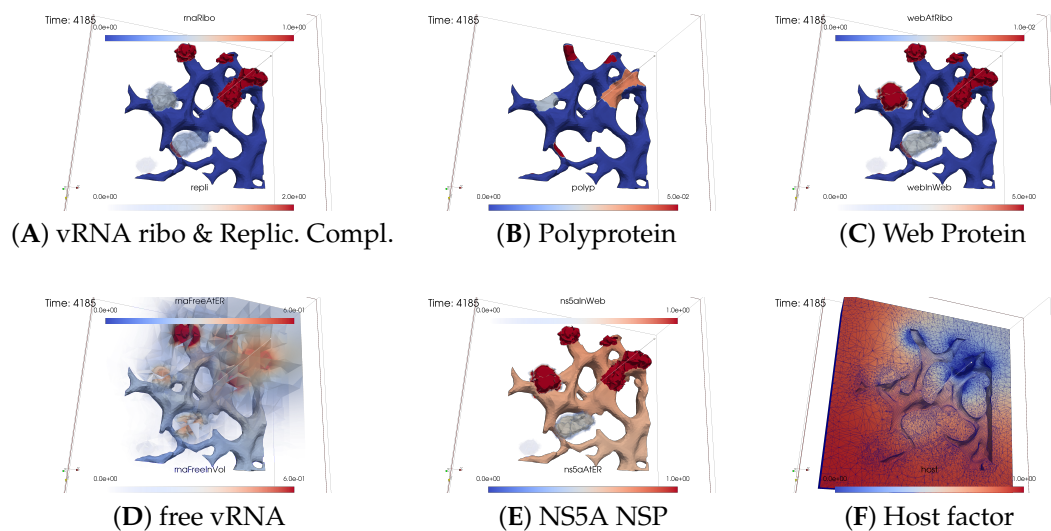 Time: 4185
rnaRibo
0.0e+00 1.0e+00
repli
0.0e+00 2.0e+00
(A) vRNA ribo & Replic. Compl.
Time: 4185
polyp
0.0e+00 5.0e-02
(B) Polyprotein
Time: 4185
webAtRibo
0.0e+00 1.0e-02
webInWeb
0.0e+00 5.0e+00
(C) Web Protein
Time: 4185
rnaFreeAtER
0.0e+00 6.0e-01
rnaFreeInVol
0.0e+00 6.0e-01
(D) free vRNA
Time: 4185
ns5aInWeb
0.0e+00 1.0e+00
ns5aAtER
0.0e+00 1.0e+00
(E) NS5A NSP
Time: 4185
host
0.0e+00 1.0e+00
(F) Host factor